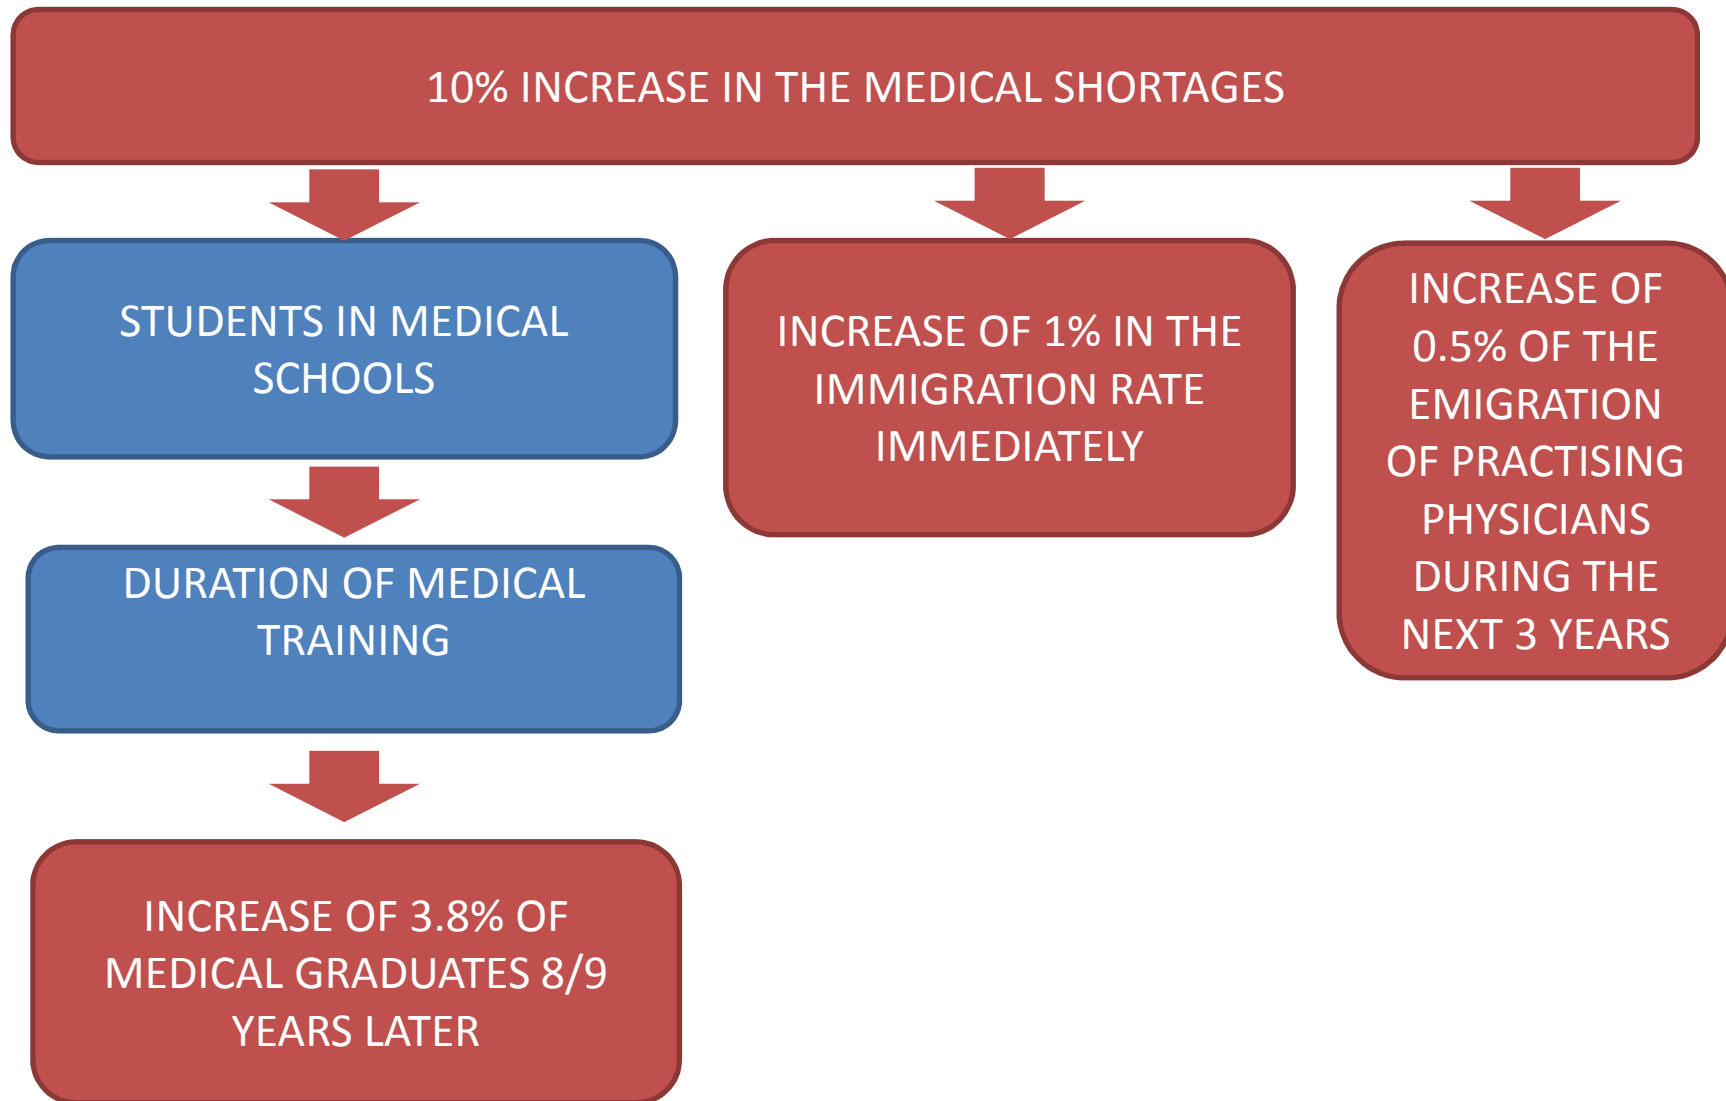 10% INCREASE IN THE MEDICAL SHORTAGES
STUDENTS IN MEDICAL
SCHOOLS
DURATION OF MEDICAL
TRAINING
INCREASE OF 3.8% OF
MEDICAL GRADUATES 8/9
YEARS LATER
INCREASE OF 1% IN THE
IMMIGRATION RATE
IMMEDIATELY
INCREASE OF
0.5% OF THE
EMIGRATION
OF PRACTISING
PHYSICIANS
DURING THE
NEXT 3 YEARS